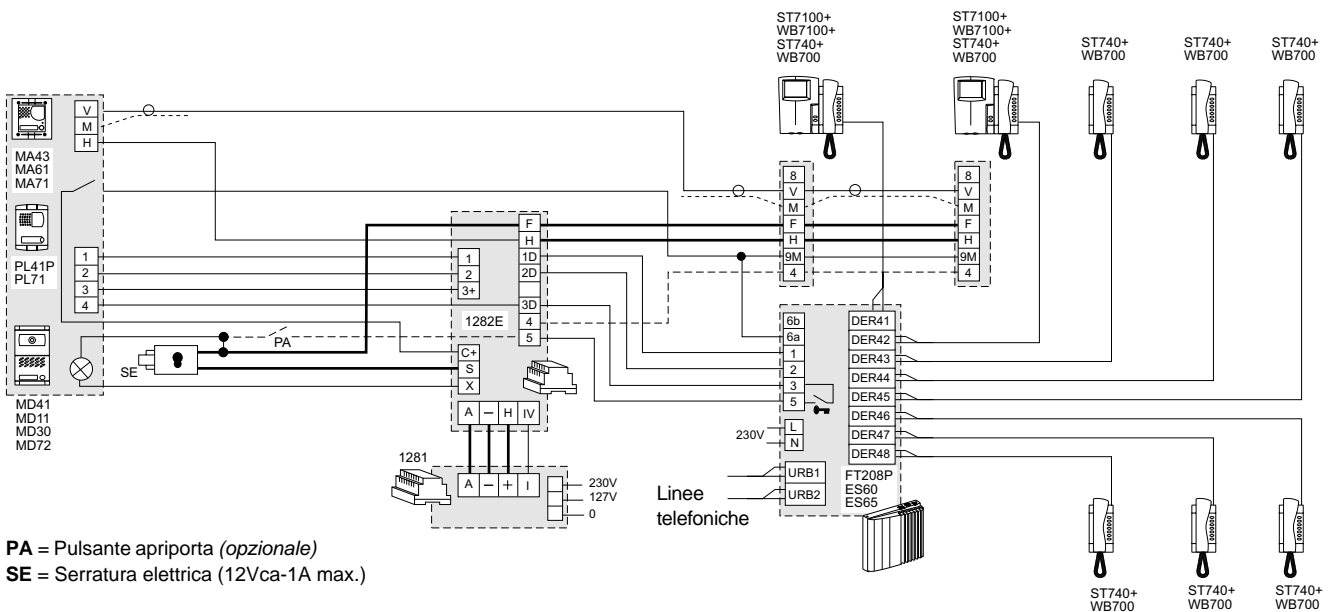 ST7100+
WB7100+
ST740+
WB700
ST7100+
WB7100+
ST740+
WB700
ST740+
WB700
ST740+
WB700
ST740+
WB700
V
M
H
MA43
MA61
MA71
PL41P
PL71
1
2
3
4
MD41
MD11
MD30
MD72
SE
PA
F
H
1D
2D
3D
4
5
1
2
3+
1282E
C+
S
X
A
–
H
IV
1281
A
–
+
I
230V
127V
0
8
V
M
F
H
9M
4
8
V
M
F
H
9M
4
6b
6a
1
2
3
5
230V
L
N
URB1
URB2
DER41
DER42
DER43
DER44
DER45
DER46
DER47
DER48
FT208P
ES60
ES65
Linee
telefoniche
ST740+
WB700
ST740+
WB700
ST740+
WB700
PA = Pulsante apriporta (opzionale)
SE = Serratura elettrica (12Vca-1A max.)